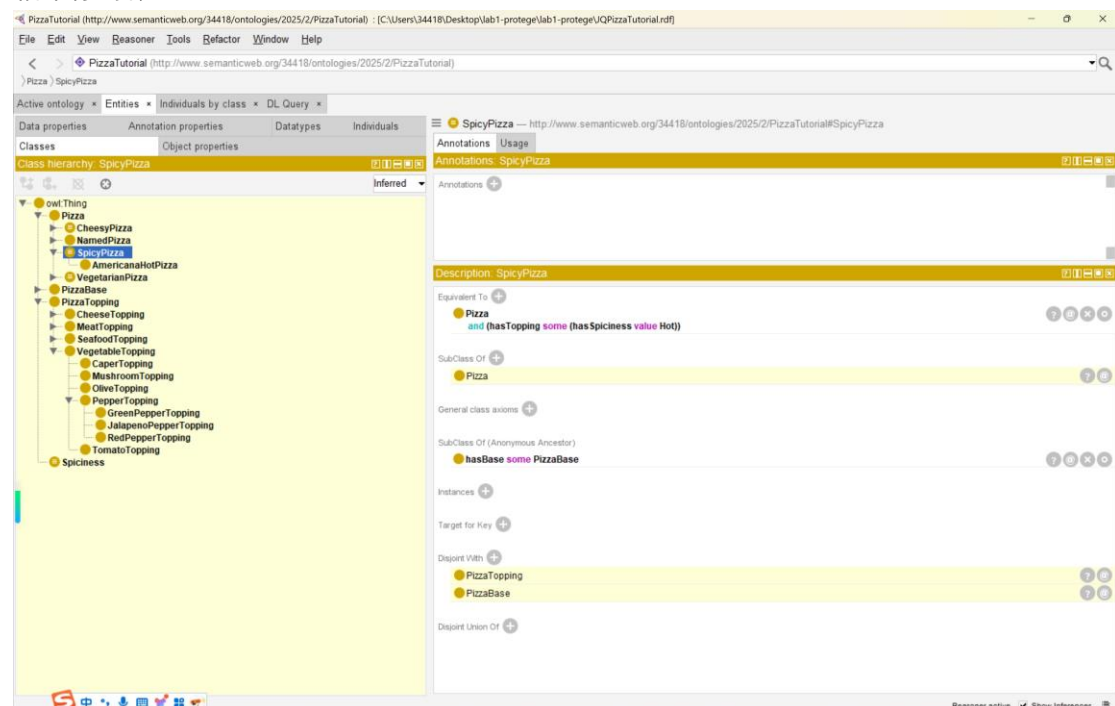 PizzaTutorial (http://www.semanticweb.org/34418/ontologies/2025/2/PizzaTutorial) : [C:\Users\34418\Desktop\lab1-protege\lab1-protege\JQPizzaTutorial.rdf]
File Edit View Reasoner Tools Refactor Window Help
PizzaTutorial (http://www.semanticweb.org/34418/ontologies/2025/2/PizzaTutorial)
Pizza SpicyPizza
Active ontology × Entities × Individuals by class × DL Query ×
Data properties Annotation properties Datatypes Individuals
Classes Object properties
Class hierarchy: SpicyPizza
Inferred
owl:Thing
Pizza
CheesyPizza
NamedPizza
SpicyPizza
AmericanaHotPizza
VegetarianPizza
PizzaBase
PizzaTopping
CheeseTopping
MeatTopping
SeafoodTopping
VegetableTopping
CaperTopping
MushroomTopping
OliveTopping
PepperTopping
GreenPepperTopping
JalapenoPepperTopping
RedPepperTopping
TomatoTopping
Spiciness
SpicyPizza — http://www.semanticweb.org/34418/ontologies/2025/2/PizzaTutorial#SpicyPizza
Annotations Usage
Annotations: SpicyPizza
Annotations
Description: SpicyPizza
Equivalent To
Pizza
and (hasTopping some (hasSpiciness value Hot))
SubClass Of
Pizza
General class axioms
SubClass Of (Anonymous Ancestor)
hasBase some PizzaBase
Instances
Target for Key
Disjoint With
PizzaTopping
PizzaBase
Disjoint Union Of
中
Reasoner active Show Inferences